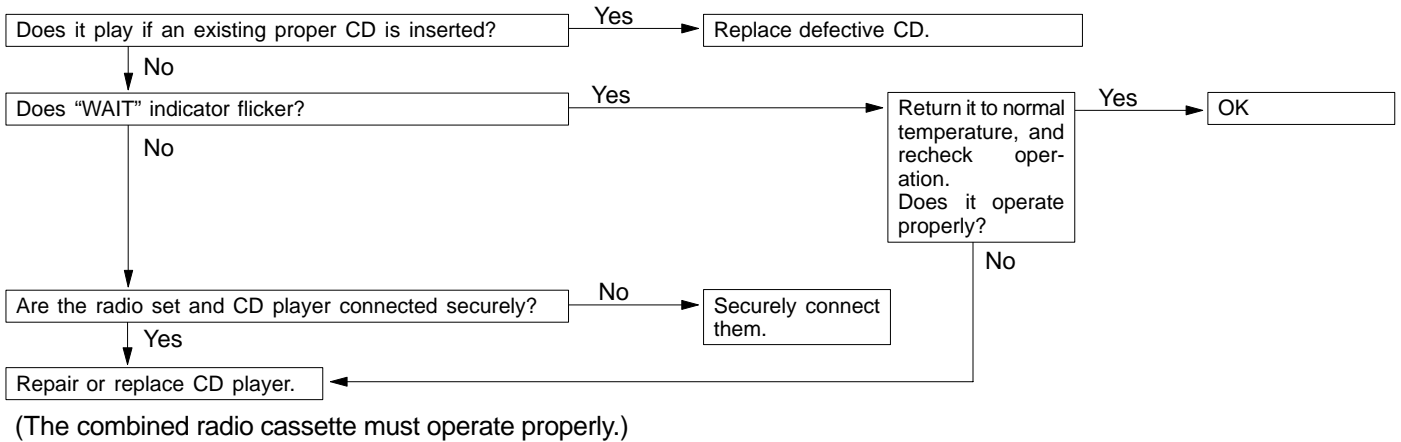 Does it play if an existing proper CD is inserted?
Yes
Replace defective CD.
No
Does “WAIT” indicator flicker?
Yes
Return it to normal
temperature, and
recheck oper-
ation.
Does it operate
properly?
Yes
OK
No
No
Are the radio set and CD player connected securely?
No
Securely connect
them.
Yes
Repair or replace CD player.
(The combined radio cassette must operate properly.)